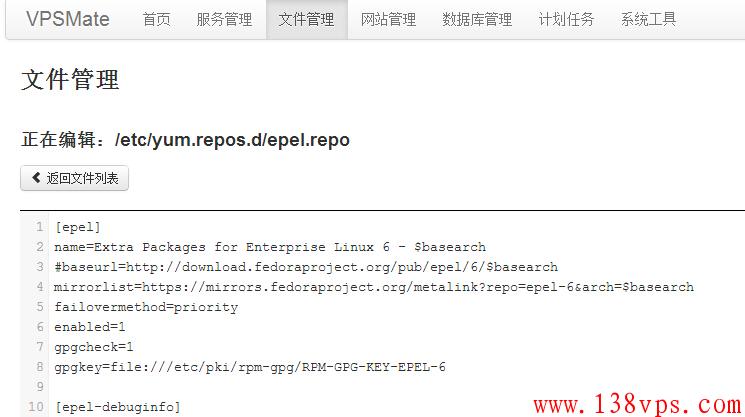 VPSMate 首页 服务管理 文件管理 网站管理 数据库管理 计划任务 系统工具
文件管理
正在编辑：/etc/yum.repos.d/epel.repo
返回文件列表
1 [epel]
2 name=Extra Packages for Enterprise Linux 6 - $basearch
3 #baseurl=http://download.fedoraproject.org/pub/epel/6/$basearch
4 mirrorlist=https://mirrors.fedoraproject.org/metalink?repo=epel-6&arch=$basearch
5 failovermethod=priority
6 enabled=1
7 gpgcheck=1
8 gpgkey=file:///etc/pki/rpm-gpg/RPM-GPG-KEY-EPEL-6
9
10 [epel-debuginfo]
www.138vps.com